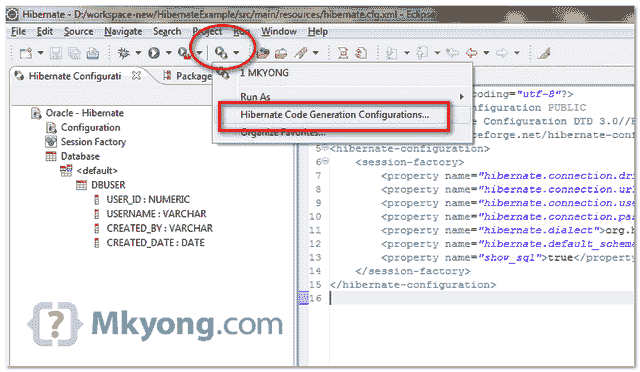 Hibernate - D:/workspace-new/HibernateExample/src/main/resources/hibernate.cfg.xml - Eclipse
File Edit Source Navigate Search Project Run Window Help
Hibernate Configurati
Packag
1 MKYONG
Run As
Hibernate Code Generation Configurations...
Organize Favorites...
Oracle - Hibernate
Configuration
Session Factory
Database
<default>
DBUSER
USER_ID : NUMERIC
USERNAME : VARCHAR
CREATED_BY : VARCHAR
CREATED_DATE : DATE
coding="utf-8"?>
figuration PUBLIC
Configuration DTD 3.0//
eforge.net/hibernate-conf
5 <hibernate-configuration>
6 <session-factory>
7 <property name="hibernate.connection.dri
8 <property name="hibernate.connection.url
9 <property name="hibernate.connection.use
10 <property name="hibernate.connection.pas
11 <property name="hibernate.dialect">org.h
12 <property name="hibernate.default_schema
13 <property name="show_sql">true</property
14 </session-factory>
15 </hibernate-configuration>
16
Mkyong.com